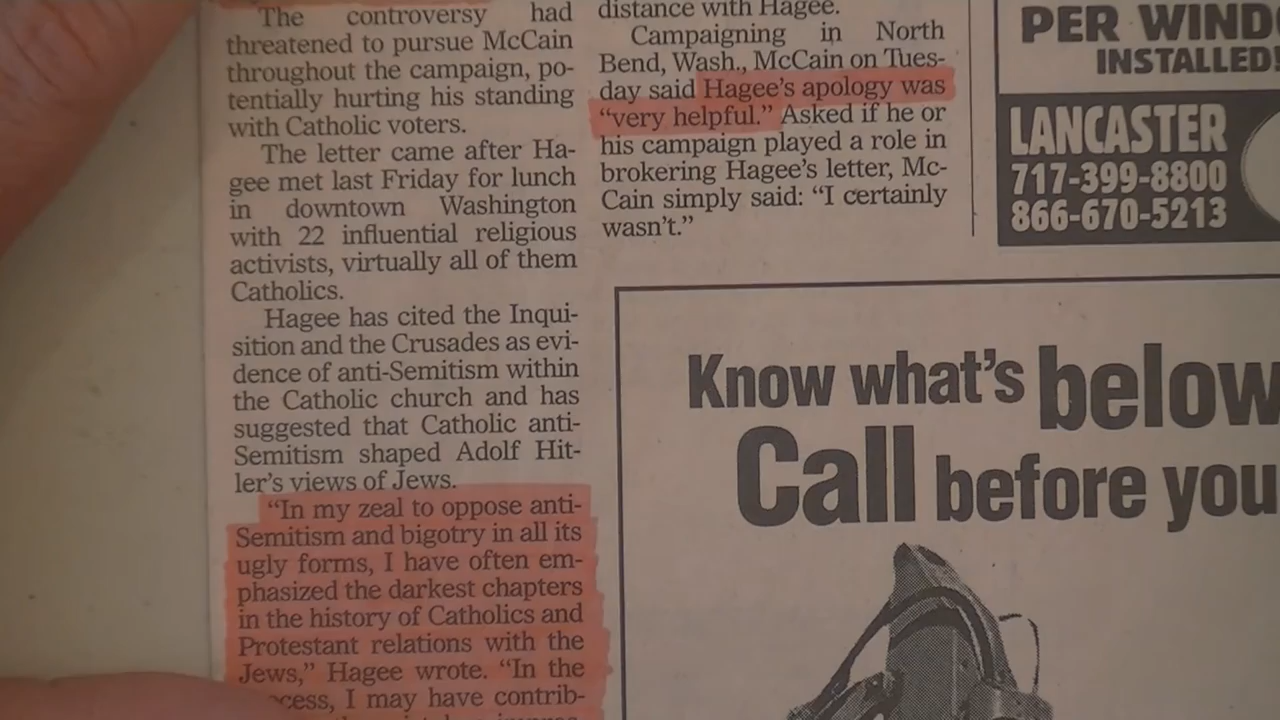 The controversy had
threatened to pursue McCain
throughout the campaign, po-
tentially hurting his standing
with Catholic voters.
The letter came after Ha-
gee met last Friday for lunch
in downtown Washington
with 22 influential religious
activists, virtually all of them
Catholics.
Hagee has cited the Inqui-
sition and the Crusades as evi-
dence of anti-Semitism within
the Catholic church and has
suggested that Catholic anti-
Semitism shaped Adolf Hit-
ler's views of Jews.
“In my zeal to oppose anti-
Semitism and bigotry in all its
ugly forms, I have often em-
phasized the darkest chapters
in the history of Catholics and
Protestant relations with the
Jews,” Hagee wrote. “In the
cess, I may have contrib-
distance with Hagee.
Campaigning in North
Bend, Wash., McCain on Tues-
day said Hagee's apology was
“very helpful.” Asked if he or
his campaign played a role in
brokering Hagee's letter, Mc-
Cain simply said: “I certainly
wasn't.”
PER WIND
INSTALLED!
LANCASTER
717-399-8800
866-670-5213
Know what's below
Call before you